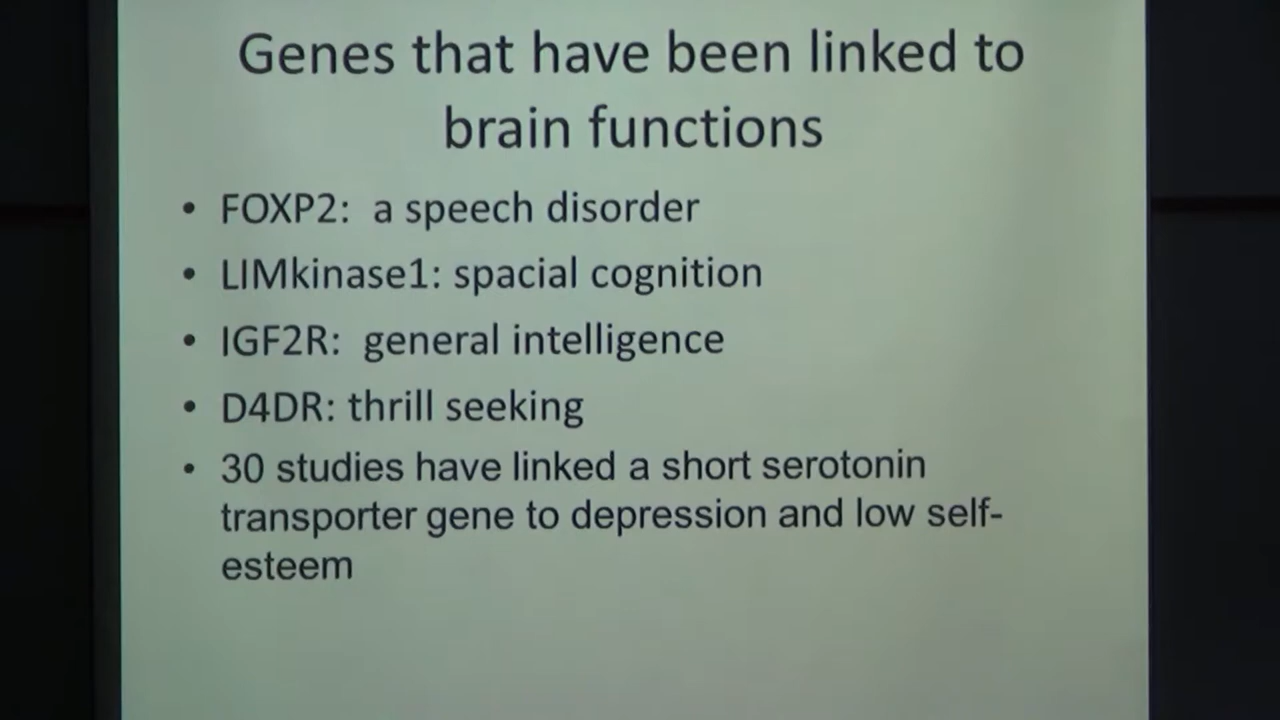 Genes that have been linked to
brain functions
• FOXP2:  a speech disorder
• LIMkinase1: spacial cognition
• IGF2R:  general intelligence
• D4DR: thrill seeking
• 30 studies have linked a short serotonin
transporter gene to depression and low self-
esteem